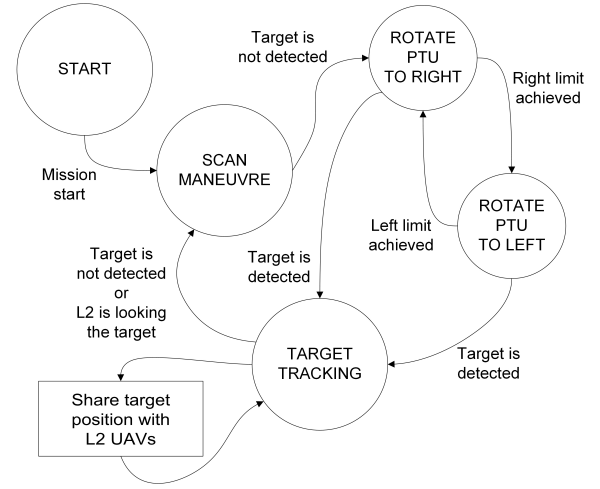 START
Mission
start
SCAN
MANEUVRE
Target is
not detected
ROTATE
PTU
TO RIGHT
Right limit
achieved
ROTATE
PTU
TO LEFT
Left limit
achieved
Target is
detected
Target is
detected
TARGET
TRACKING
Target is
not detected
or
L2 is looking
the target
Share target
position with
L2 UAVs